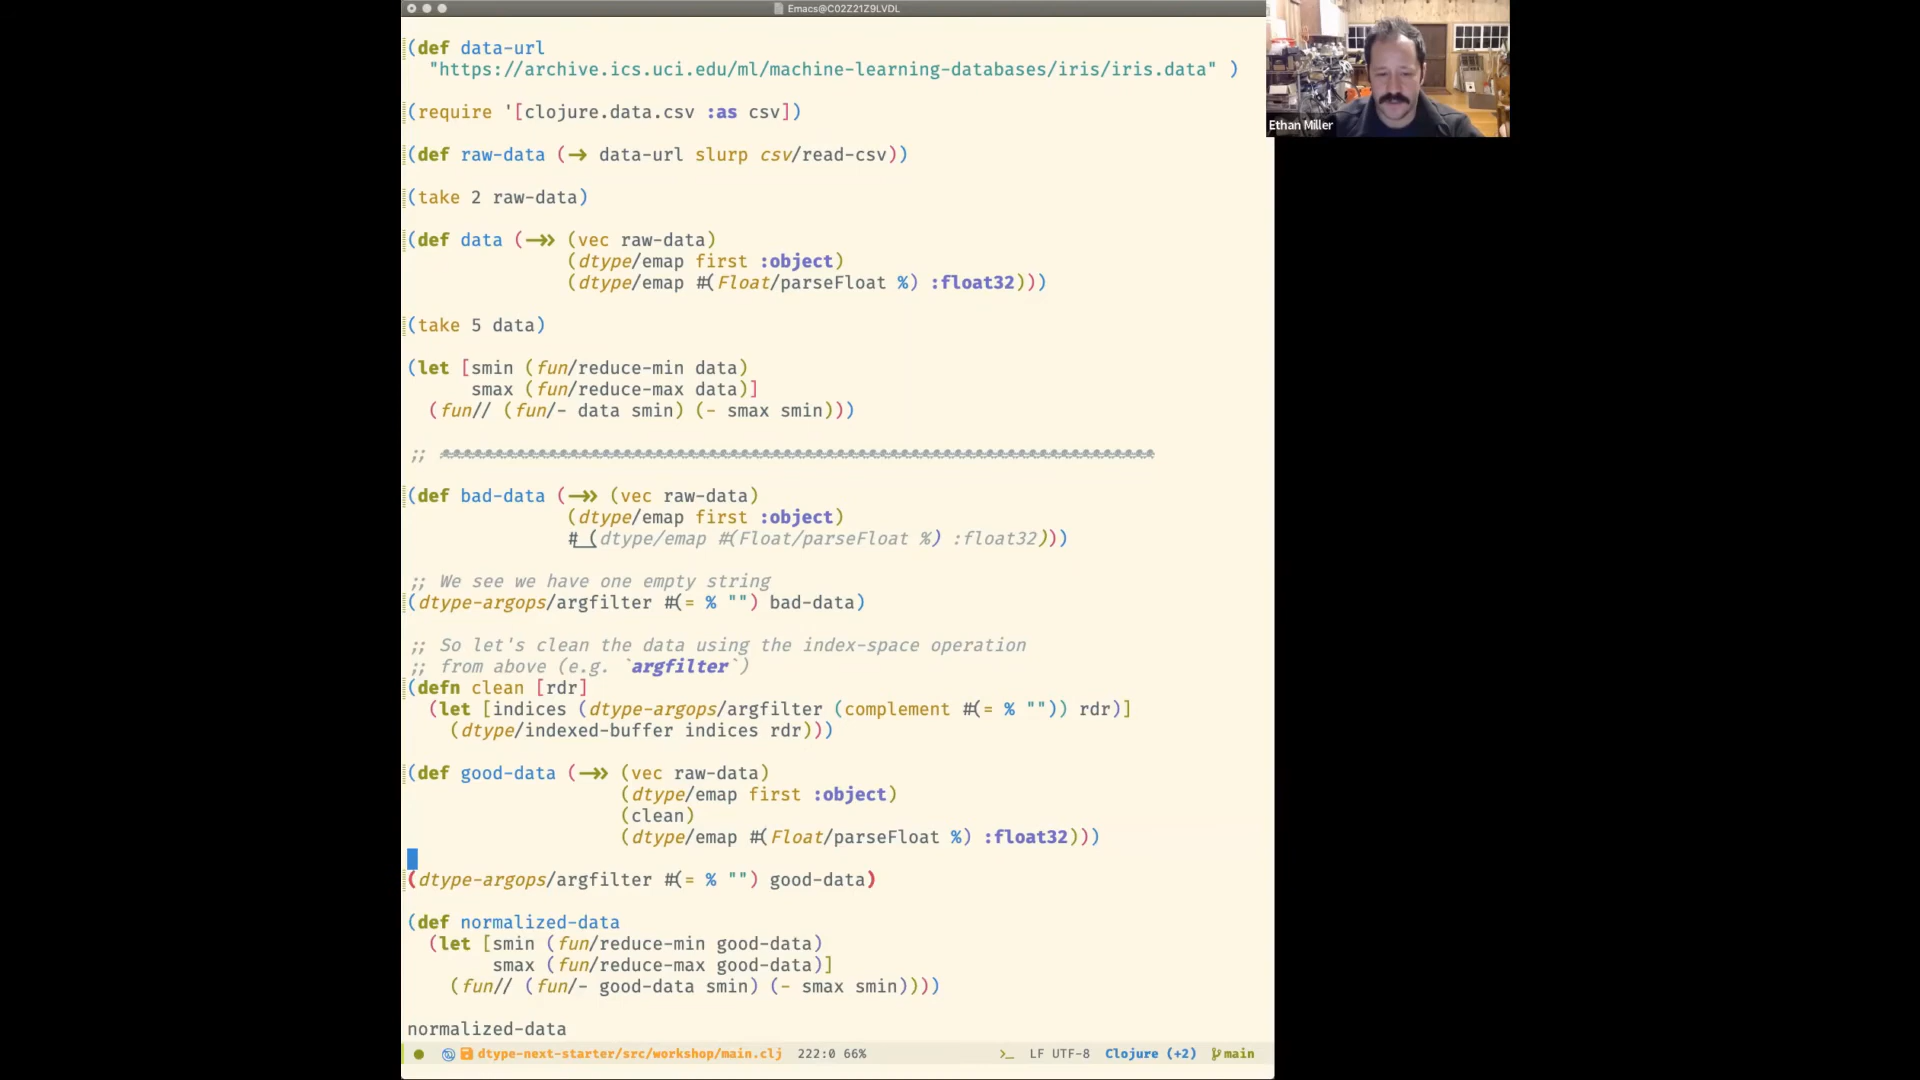 Emacs@C02Z21Z9LVDL
(def data-url
"https://archive.ics.uci.edu/ml/machine-learning-databases/iris/iris.data" )
(require '[clojure.data.csv :as csv])
(def raw-data (-> data-url slurp csv/read-csv))
(take 2 raw-data)
(def data (->> (vec raw-data)
(dtype/emap first :object)
(dtype/emap #(Float/parseFloat %) :float32)))
(take 5 data)
(let [smin (fun/reduce-min data)
smax (fun/reduce-max data)]
(fun// (fun/- data smin) (- smax smin)))
;;
(def bad-data (->> (vec raw-data)
(dtype/emap first :object)
#_(dtype/emap #(Float/parseFloat %) :float32)))
;; We see we have one empty string
(dtype-argops/argfilter #(= % "") bad-data)
;; So let's clean the data using the index-space operation
;; from above (e.g. `argfilter`)
(defn clean [rdr]
(let [indices (dtype-argops/argfilter (complement #(= % "")) rdr)]
(dtype/indexed-buffer indices rdr)))
(def good-data (->> (vec raw-data)
(dtype/emap first :object)
(clean)
(dtype/emap #(Float/parseFloat %) :float32)))
(dtype-argops/argfilter #(= % "") good-data)
(def normalized-data
(let [smin (fun/reduce-min good-data)
smax (fun/reduce-max good-data)]
(fun// (fun/- good-data smin) (- smax smin))))
normalized-data
dtype-next-starter/src/workshop/main.clj 222:0 66% LF UTF-8 Clojure (+2) main
Ethan Miller